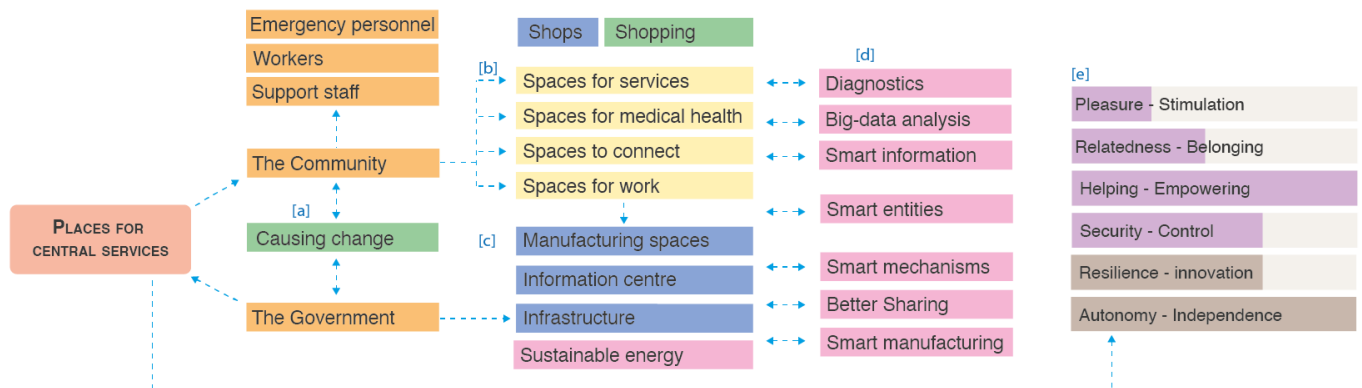 PLACES FOR
CENTRAL SERVICES
Emergency personnel
Workers
Support staff
The Community
[a]
Causing change
The Government
Shops
Shopping
[b]
Spaces for services
Spaces for medical health
Spaces to connect
Spaces for work
[c]
Manufacturing spaces
Information centre
Infrastructure
Sustainable energy
[d]
Diagnostics
Big-data analysis
Smart information
Smart entities
Smart mechanisms
Better Sharing
Smart manufacturing
[e]
Pleasure - Stimulation
Relatedness - Belonging
Helping - Empowering
Security - Control
Resilience - innovation
Autonomy - Independence